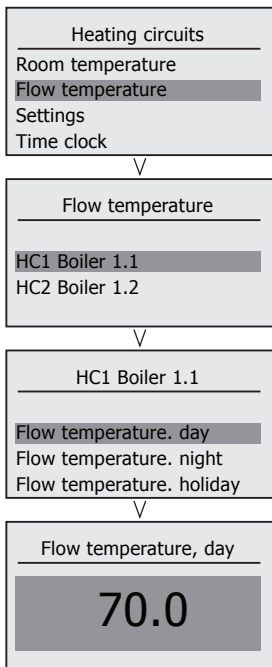 Heating circuits
Room temperature
Flow temperature
Settings
Time clock
Flow temperature
HC1 Boiler 1.1
HC2 Boiler 1.2
HC1 Boiler 1.1
Flow temperature. day
Flow temperature. night
Flow temperature. holiday
Flow temperature, day
70.0